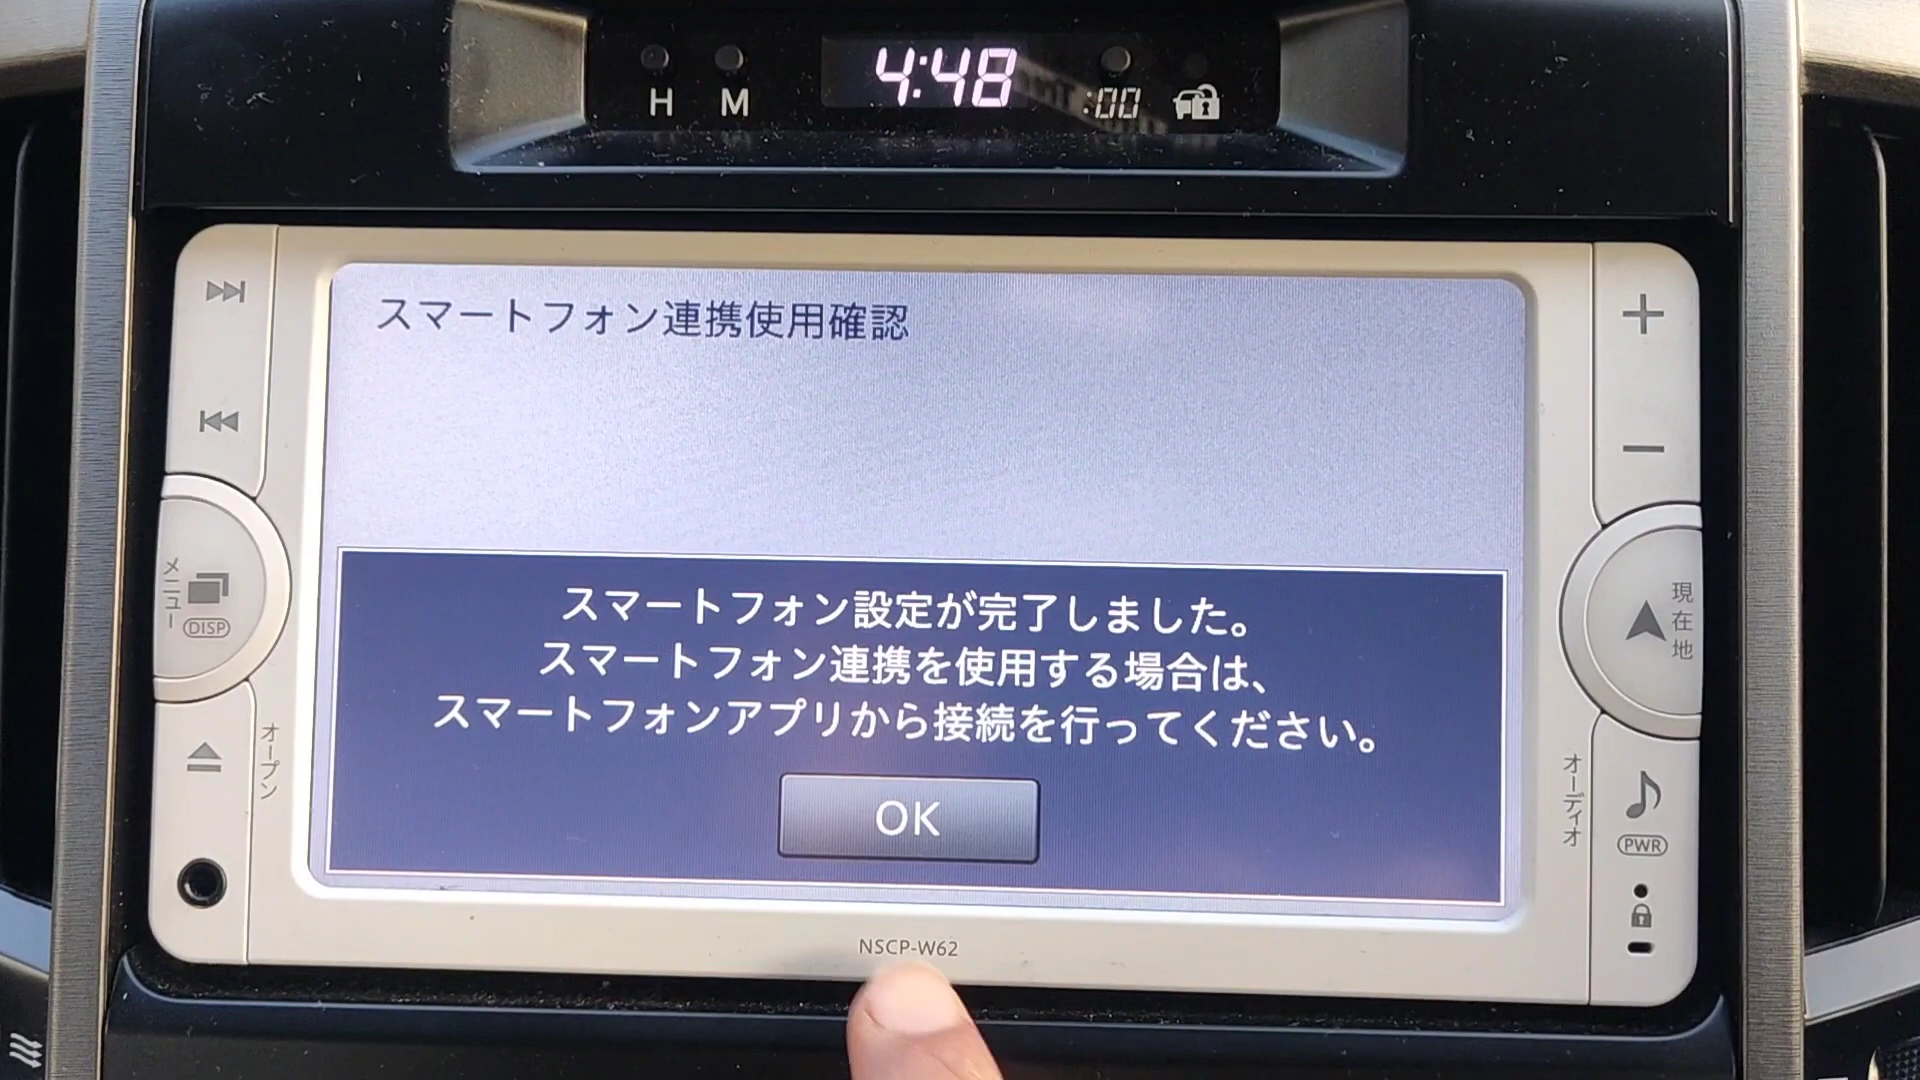 H
M
4:48
:00
スマートフォン連携使用確認
スマートフォン設定が完了しました。
スマートフォン連携を使用する場合は、
スマートフォンアプリから接続を行ってください。
OK
メニュー
DISP
オープン
現在地
オーディオ
PWR
NSCP-W62